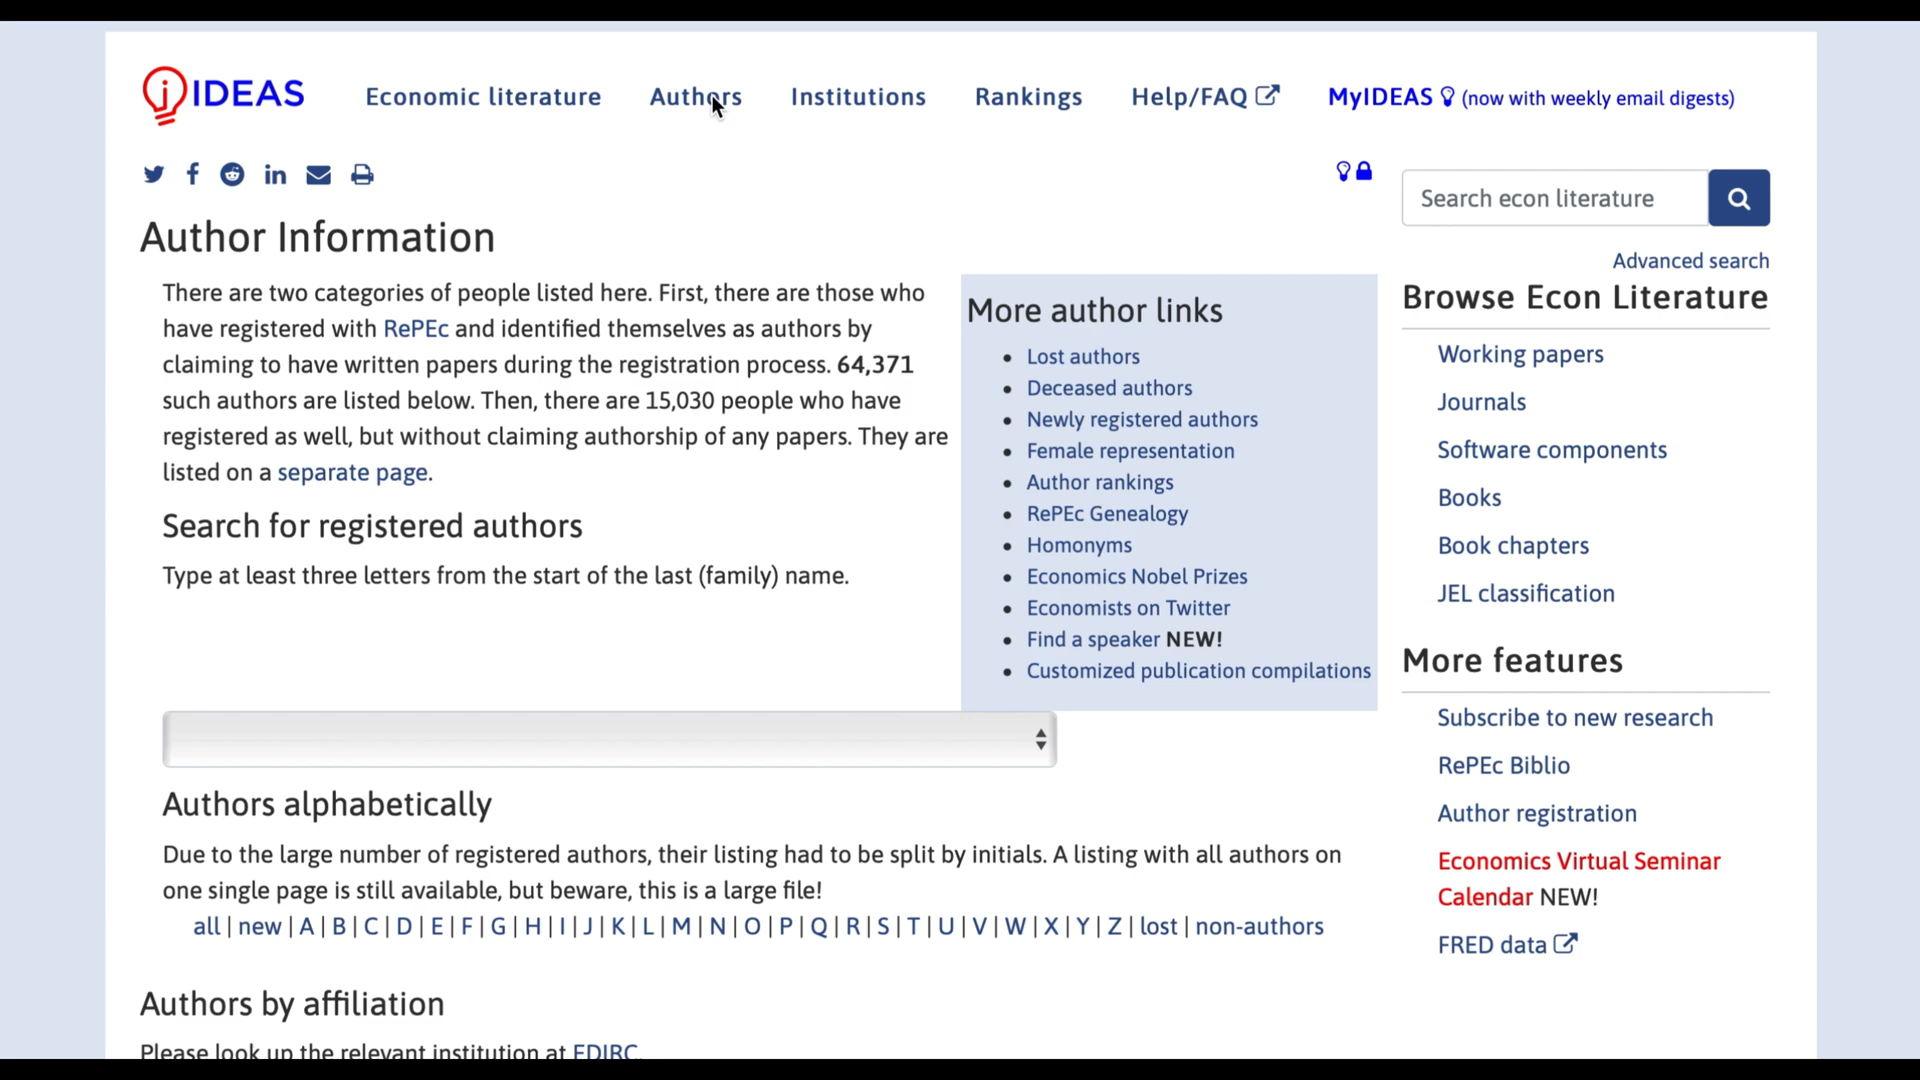 IDEAS
Economic literature Authors Institutions Rankings Help/FAQ MyIDEAS (now with weekly email digests)
Search econ literature
Advanced search
Author Information
There are two categories of people listed here. First, there are those who
have registered with RePEc and identified themselves as authors by
claiming to have written papers during the registration process. 64,371
such authors are listed below. Then, there are 15,030 people who have
registered as well, but without claiming authorship of any papers. They are
listed on a separate page.
Search for registered authors
Type at least three letters from the start of the last (family) name.
More author links
Lost authors
Deceased authors
Newly registered authors
Female representation
Author rankings
RePEc Genealogy
Homonyms
Economics Nobel Prizes
Economists on Twitter
Find a speaker NEW!
Customized publication compilations
Authors alphabetically
Due to the large number of registered authors, their listing had to be split by initials. A listing with all authors on
one single page is still available, but beware, this is a large file!
all | new | A | B | C | D | E | F | G | H | I | J | K | L | M | N | O | P | Q | R | S | T | U | V | W | X | Y | Z | lost | non-authors
Authors by affiliation
Please look up the relevant institution at EDIRC.
Browse Econ Literature
Working papers
Journals
Software components
Books
Book chapters
JEL classification
More features
Subscribe to new research
RePEc Biblio
Author registration
Economics Virtual Seminar
Calendar NEW!
FRED data